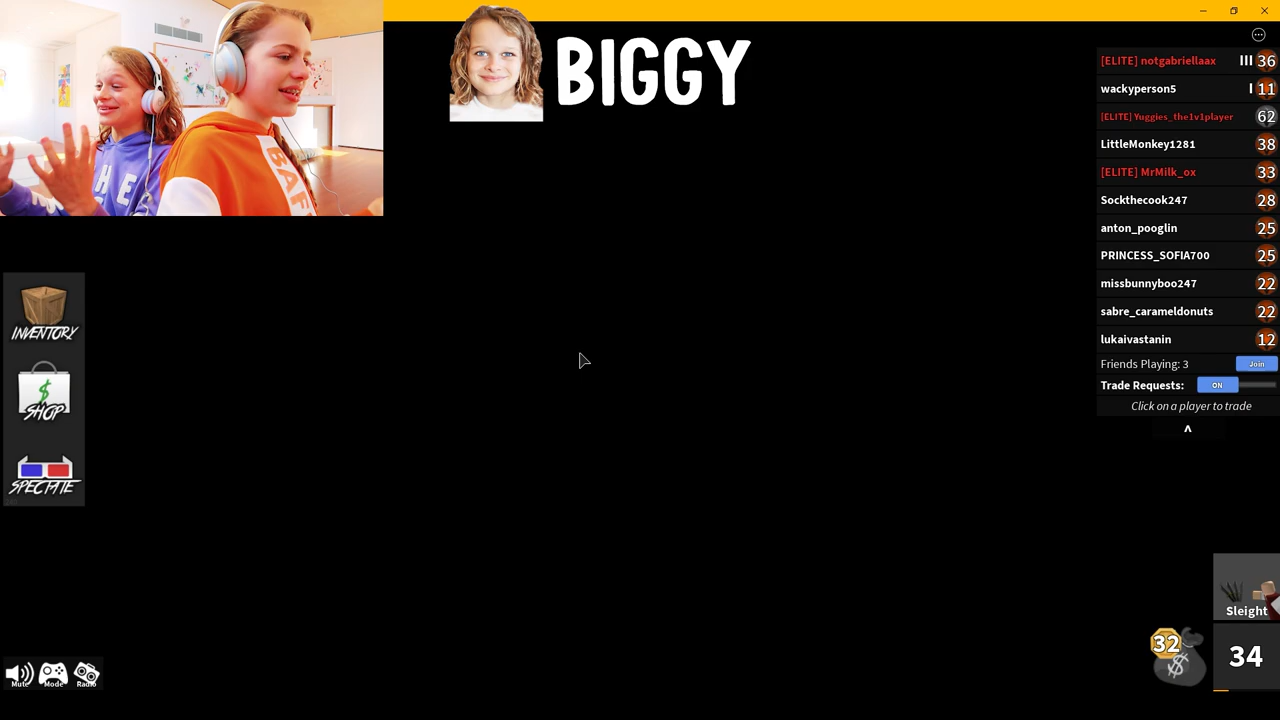 BIGGY
[ELITE] notgabriellaax III 36
wackyperson5 I 11
[ELITE] Yuggies_the1v1player 62
LittleMonkey1281 38
[ELITE] MrMilk_ox 33
Sockthecook247 28
anton_pooglin 25
PRINCESS_SOFIA700 25
missbunnyboo247 22
sabre_carameldonuts 22
lukaivastanin 12
Friends Playing: 3 Join
Trade Requests: ON
Click on a player to trade
^
INVENTORY
$
SHOP
SPECTATE
Sleight
32
$
34
Mute Mode Radio